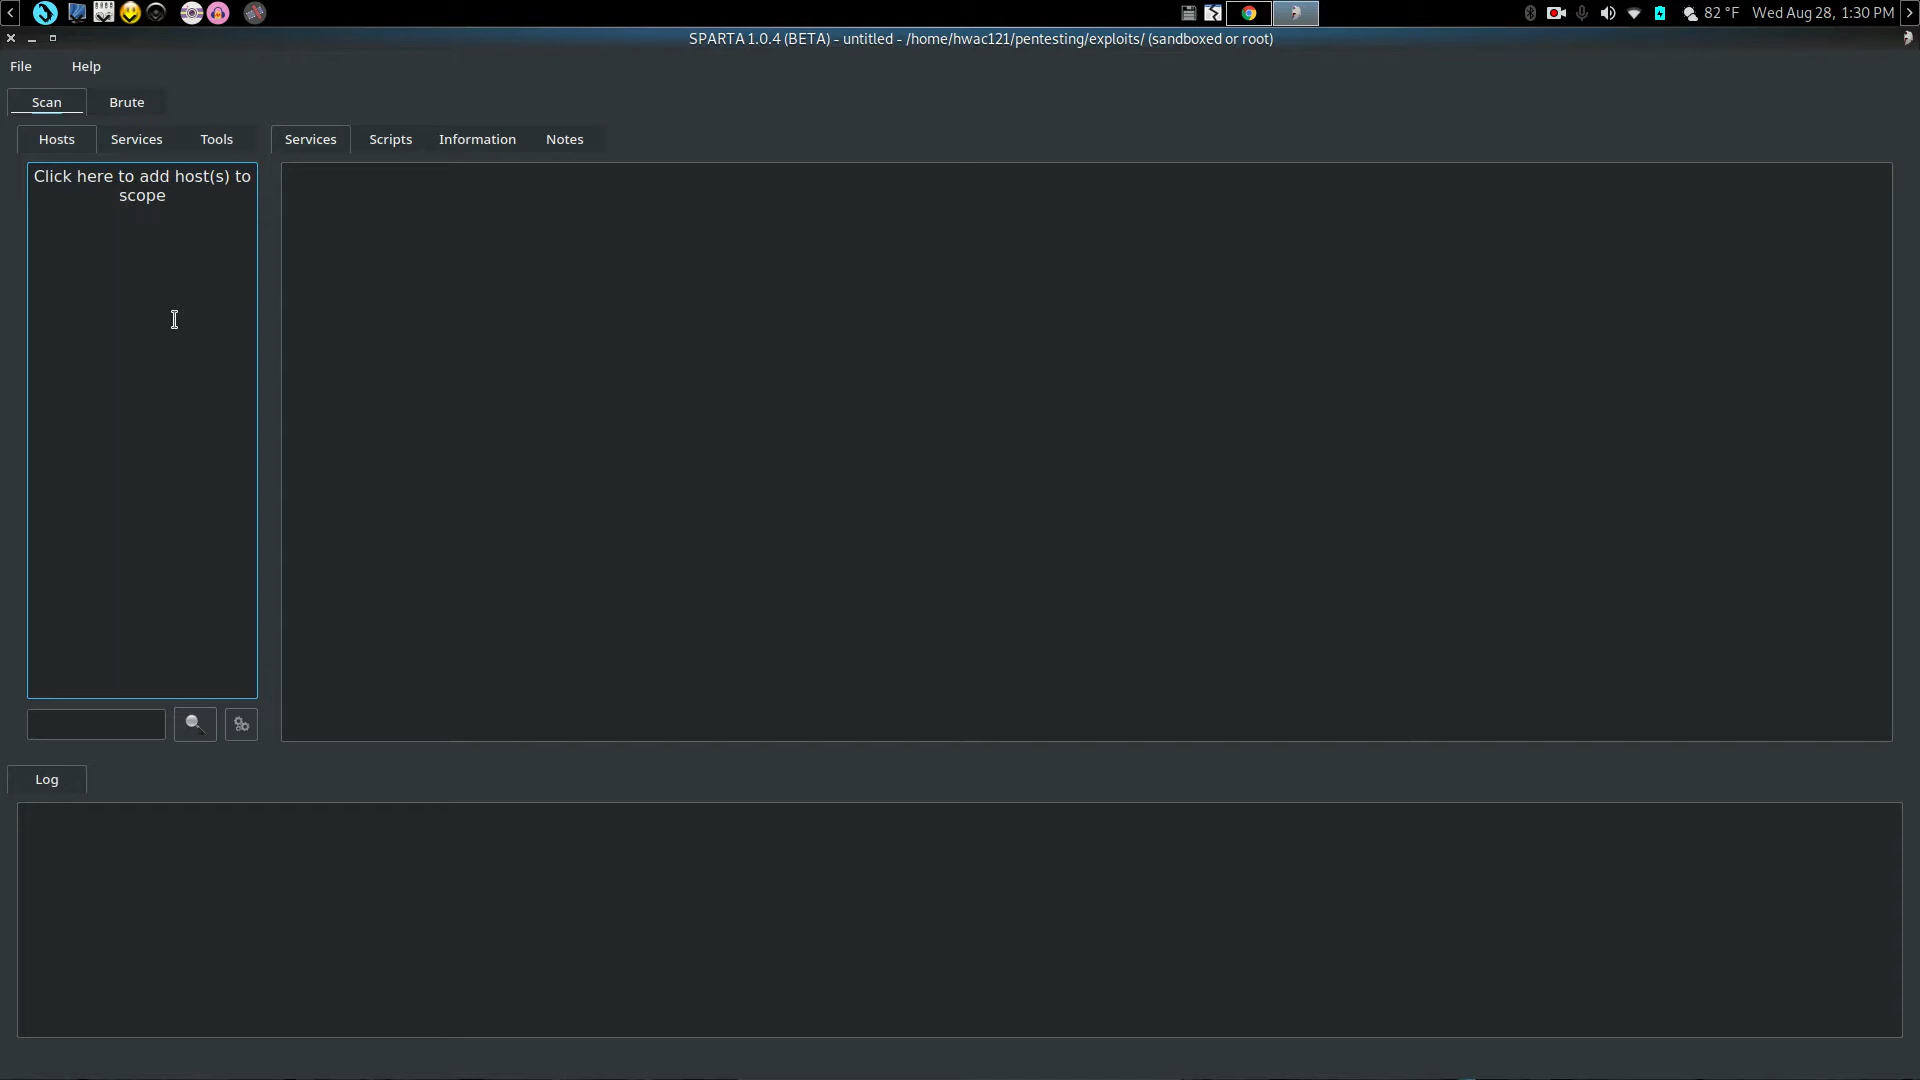 82 °F Wed Aug 28, 1:30 PM
SPARTA 1.0.4 (BETA) - untitled - /home/hwac121/pentesting/exploits/ (sandboxed or root)
File Help
Scan Brute
Hosts Services Tools Services Scripts Information Notes
Click here to add host(s) to
scope
Log